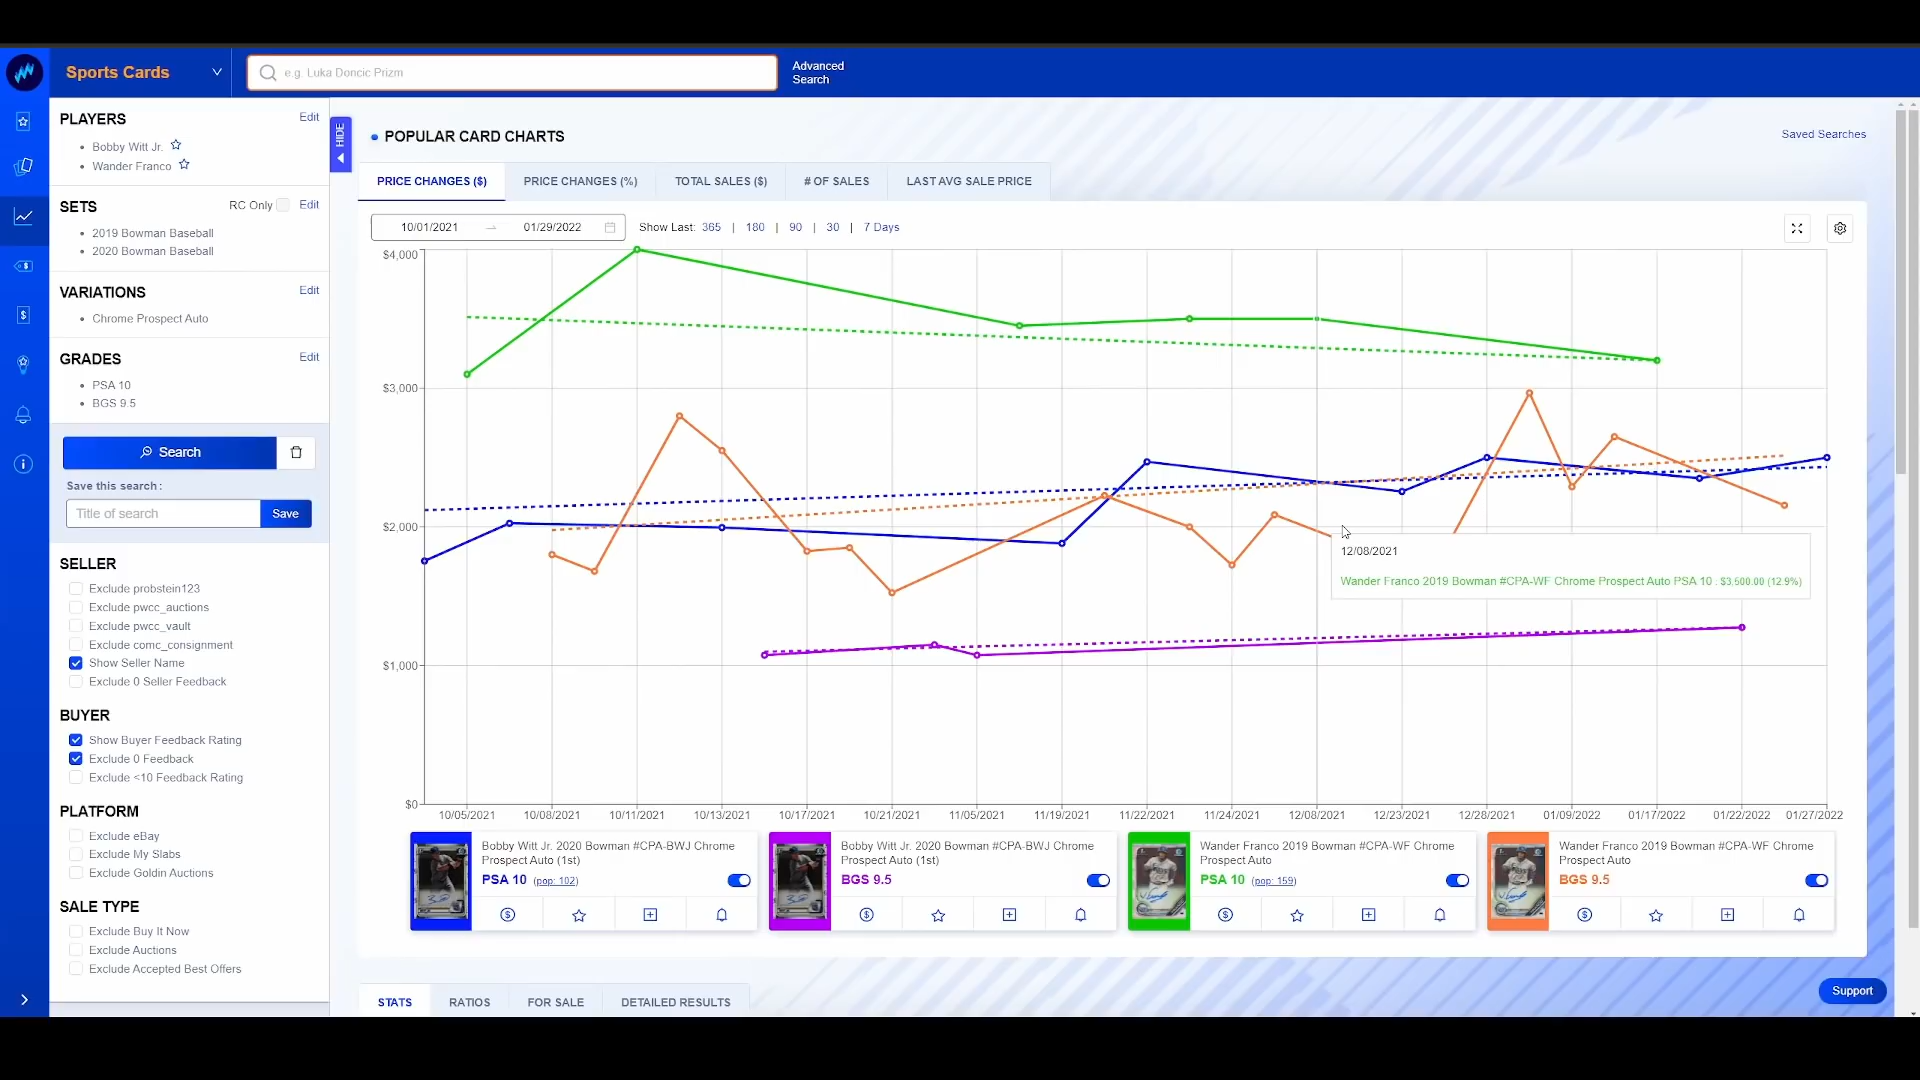 Sports Cards
e.g. Luka Doncic Prizm
Advanced
Search
PLAYERS
Edit
Bobby Witt Jr.
Wander Franco
SETS
RC Only
Edit
2019 Bowman Baseball
2020 Bowman Baseball
VARIATIONS
Edit
Chrome Prospect Auto
GRADES
Edit
PSA 10
BGS 9.5
Search
Save this search :
Title of search
Save
SELLER
Exclude probstein123
Exclude pwcc_auctions
Exclude pwcc_vault
Exclude comc_consignment
Show Seller Name
Exclude 0 Seller Feedback
BUYER
Show Buyer Feedback Rating
Exclude 0 Feedback
Exclude <10 Feedback Rating
PLATFORM
Exclude eBay
Exclude My Slabs
Exclude Goldin Auctions
SALE TYPE
Exclude Buy It Now
Exclude Auctions
Exclude Accepted Best Offers
HIDE
POPULAR CARD CHARTS
Saved Searches
PRICE CHANGES ($)
PRICE CHANGES (%)
TOTAL SALES ($)
# OF SALES
LAST AVG SALE PRICE
10/01/2021
01/29/2022
Show Last: 365 | 180 | 90 | 30 | 7 Days
$4,000
$3,000
$2,000
$1,000
$0
12/08/2021
Wander Franco 2019 Bowman #CPA-WF Chrome Prospect Auto PSA 10 : $3,500.00 (12.9%)
10/05/2021 10/08/2021 10/11/2021 10/13/2021 10/17/2021 10/21/2021 11/05/2021 11/19/2021 11/22/2021 11/24/2021 12/08/2021 12/23/2021 12/28/2021 01/09/2022 01/17/2022 01/22/2022 01/27/2022
Bobby Witt Jr. 2020 Bowman #CPA-BWJ Chrome
Prospect Auto (1st)
PSA 10 (pop: 102)
Bobby Witt Jr. 2020 Bowman #CPA-BWJ Chrome
Prospect Auto (1st)
BGS 9.5
Wander Franco 2019 Bowman #CPA-WF Chrome
Prospect Auto
PSA 10 (pop: 159)
Wander Franco 2019 Bowman #CPA-WF Chrome
Prospect Auto
BGS 9.5
STATS
RATIOS
FOR SALE
DETAILED RESULTS
Support